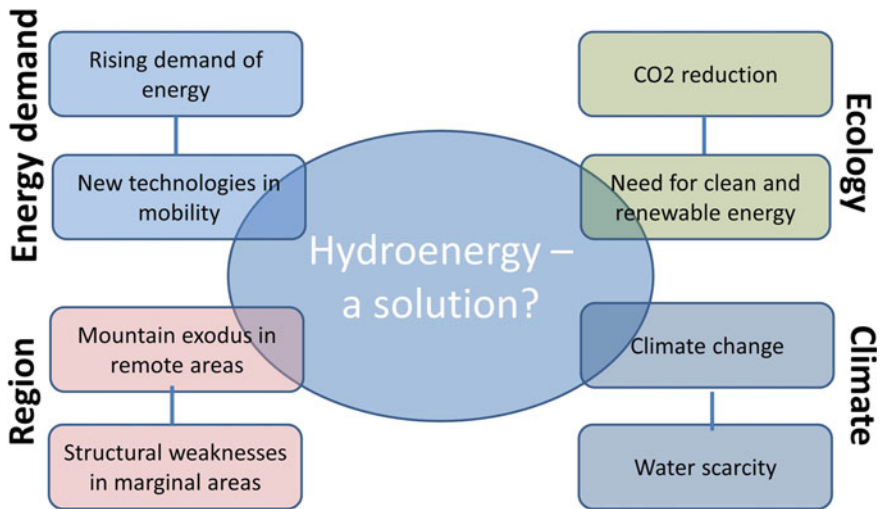 Energy demand
Rising demand of
energy
New technologies in
mobility
CO2 reduction
Need for clean and
renewable energy
Ecology
Hydroenergy –
a solution?
Region
Mountain exodus in
remote areas
Structural weaknesses
in marginal areas
Climate change
Water scarcity
Climate